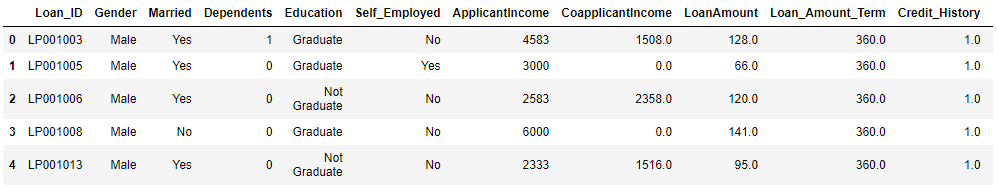 Loan_ID Gender Married Dependents Education Self_Employed ApplicantIncome CoapplicantIncome LoanAmount Loan_Amount_Term Credit_History
0 LP001003 Male Yes 1 Graduate No 4583 1508.0 128.0 360.0 1.0
1 LP001005 Male Yes 0 Graduate Yes 3000 0.0 66.0 360.0 1.0
2 LP001006 Male Yes 0 Not Graduate No 2583 2358.0 120.0 360.0 1.0
3 LP001008 Male No 0 Graduate No 6000 0.0 141.0 360.0 1.0
4 LP001013 Male Yes 0 Not Graduate No 2333 1516.0 95.0 360.0 1.0